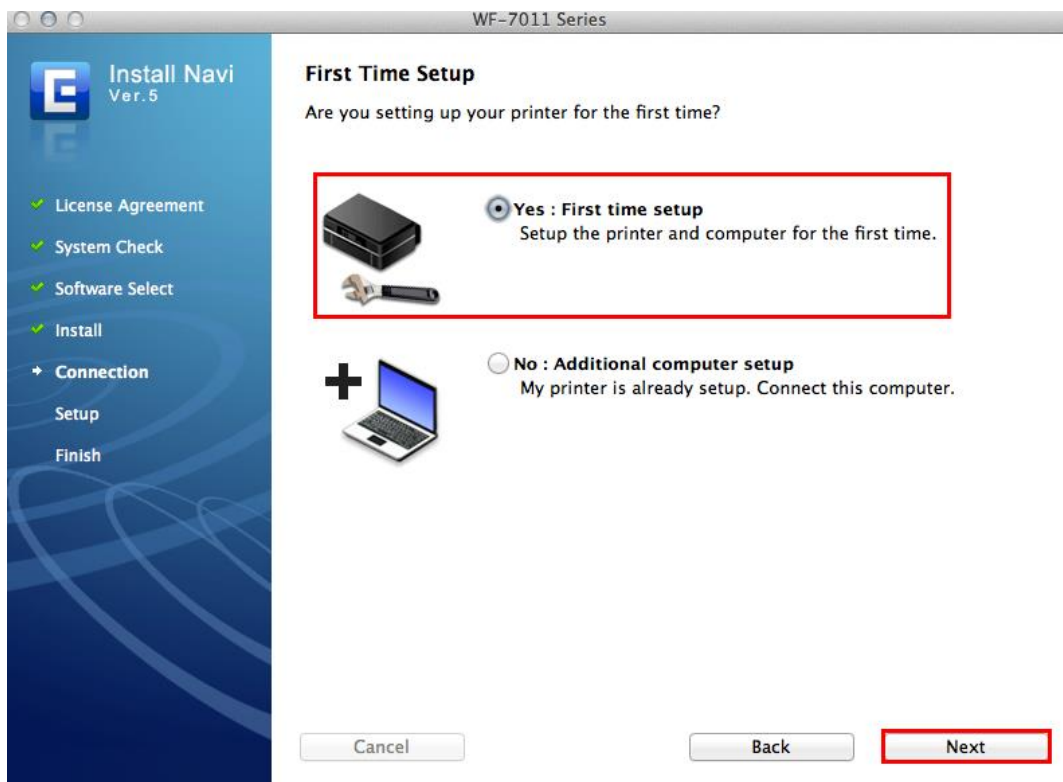 WF-7011 Series
Install Navi
Ver.5
License Agreement
System Check
Software Select
Install
Connection
Setup
Finish
First Time Setup
Are you setting up your printer for the first time?
Yes : First time setup
Setup the printer and computer for the first time.
No : Additional computer setup
My printer is already setup. Connect this computer.
Cancel
Back
Next